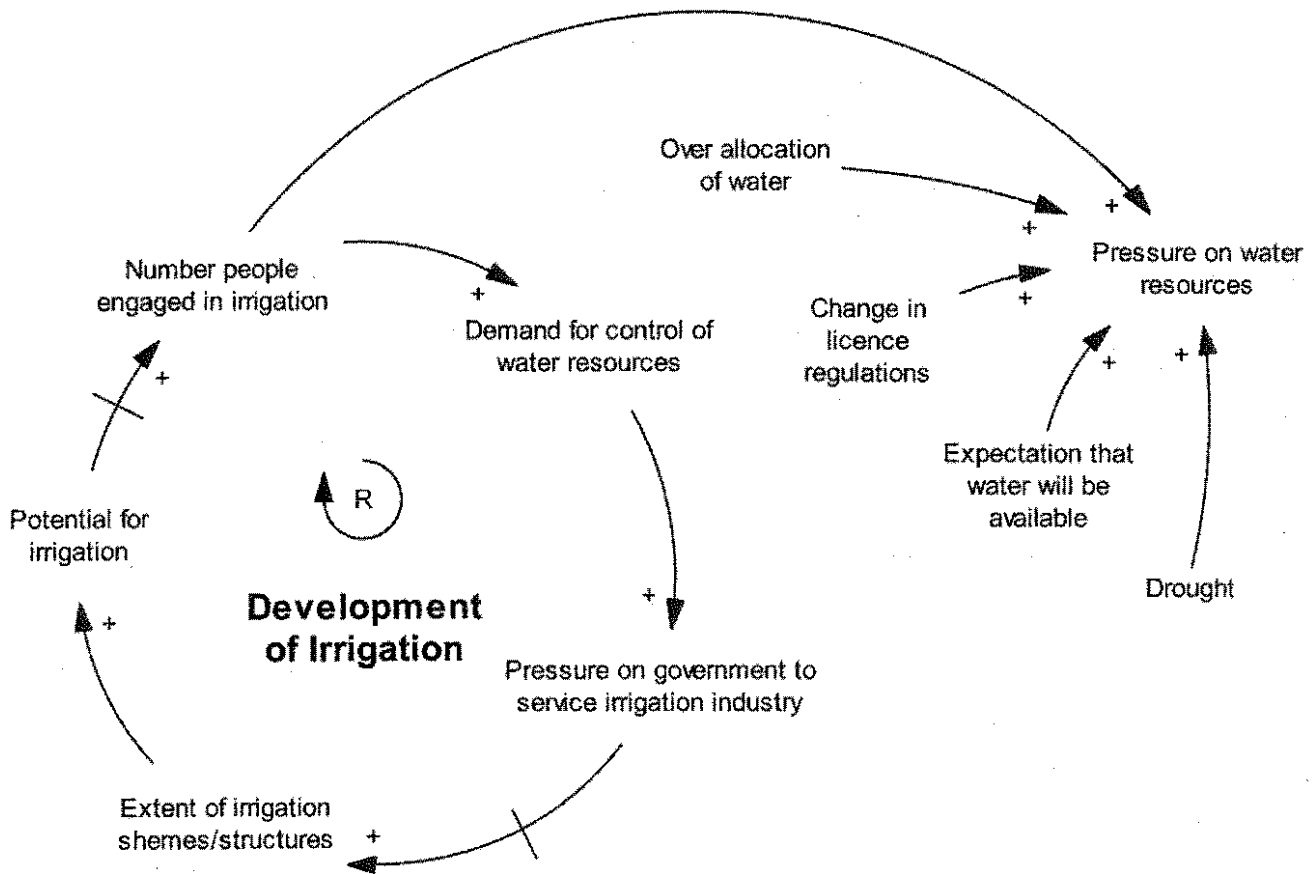 Over allocation
of water
+
+
Pressure on water
resources
Number people
engaged in irrigation
+
Demand for control of
water resources
Change in
licence
regulations
+
+
+
+
Expectation that
water will be
available
Drought
R
Potential for
irrigation
Development
of Irrigation
+
+
Pressure on government to
service irrigation industry
Extent of irrigation
shemes/structures
+